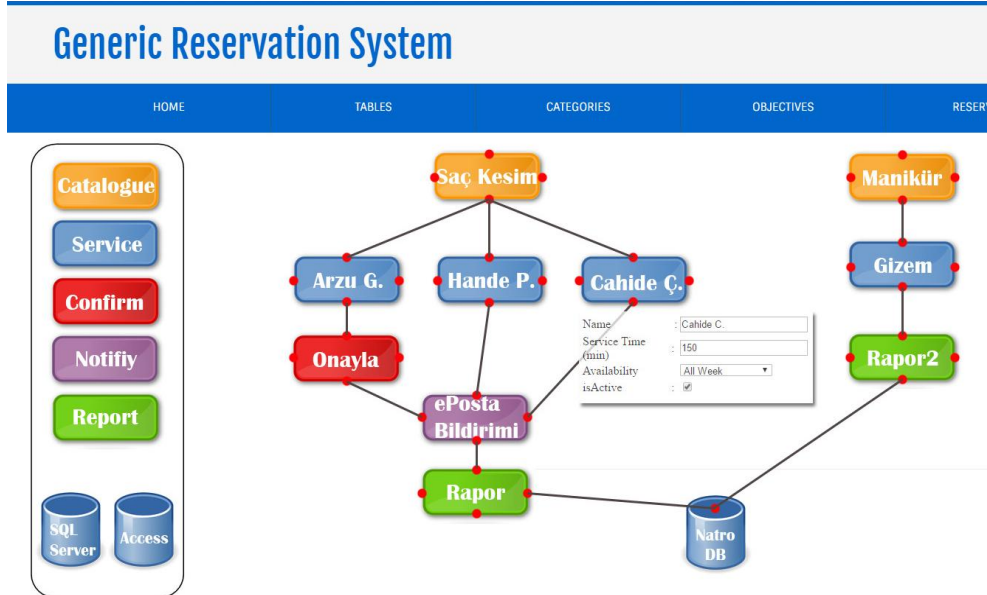 Generic Reservation System
HOME
TABLES
CATEGORIES
OBJECTIVES
RESER
Catalogue
Service
Confirm
Notifiy
Report
SQL
Server
Access
Saç Kesim
Manikür
Arzu G.
Hande P.
Cahide Ç.
Gizem
Name : Cahide C.
Service Time
(min) : 150
Availability : All Week
isActive :
Onayla
Rapor2
ePosta
Bildirimi
Rapor
Natro
DB